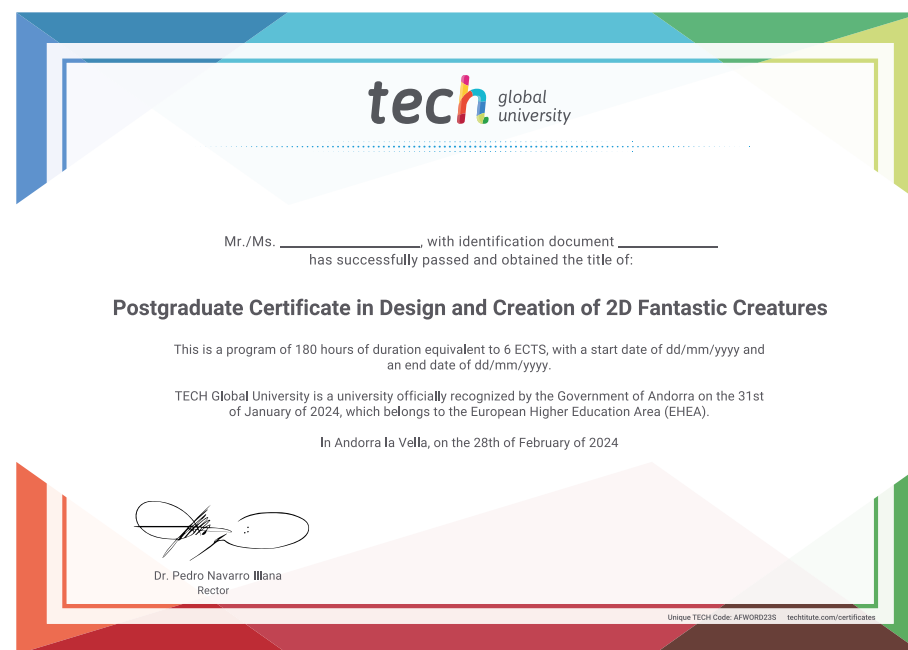 tech global
university
Mr./Ms. ____________, with identification document ________
has successfully passed and obtained the title of:
Postgraduate Certificate in Design and Creation of 2D Fantastic Creatures
This is a program of 180 hours of duration equivalent to 6 ECTS, with a start date of dd/mm/yyyy and
an end date of dd/mm/yyyy.
TECH Global University is a university officially recognized by the Government of Andorra on the 31st
of January of 2024, which belongs to the European Higher Education Area (EHEA).
In Andorra la Vella, on the 28th of February of 2024
Dr. Pedro Navarro Illana
Rector
Unique TECH Code: AFWORD23S techtitute.com/certificates